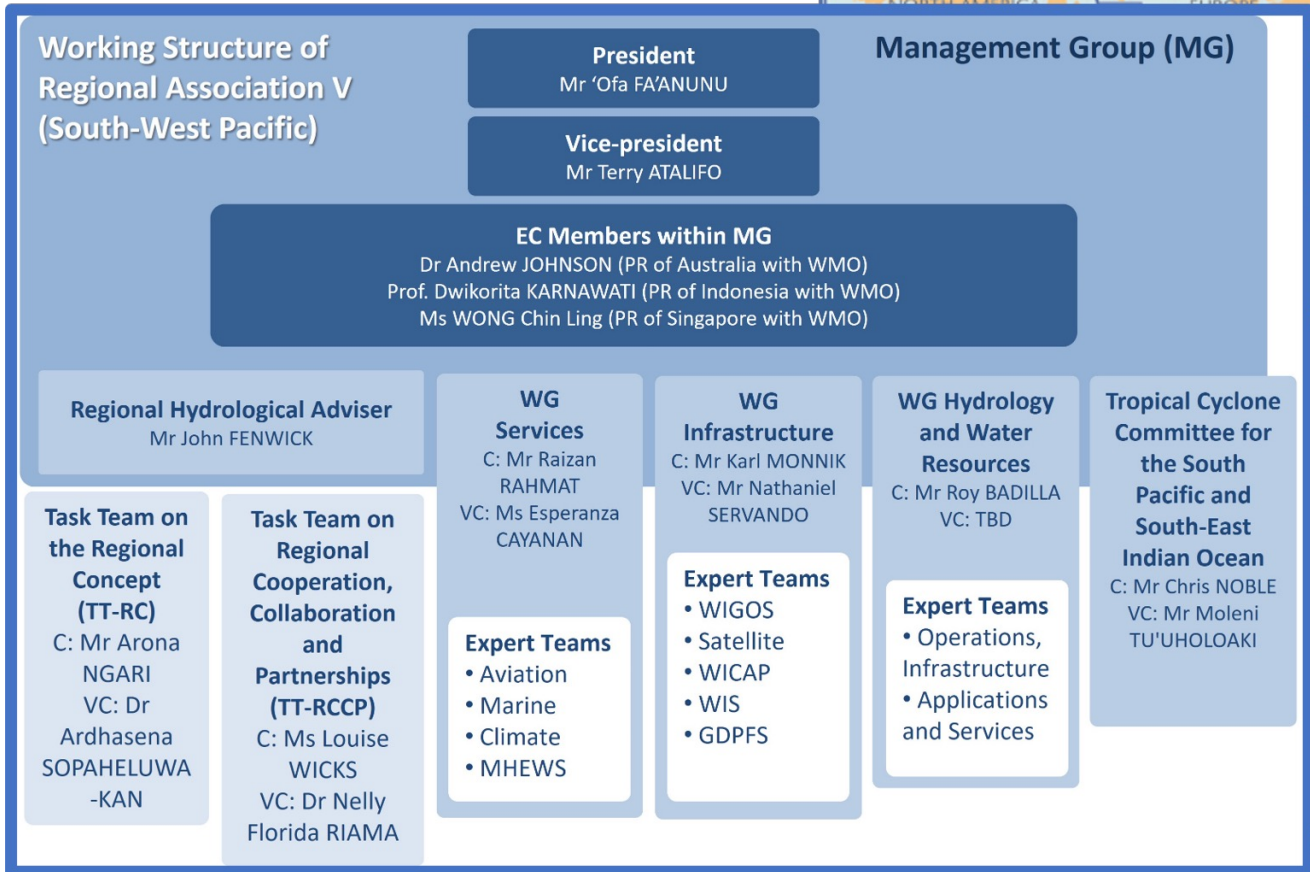 NORTH AMERICA
EUROPE
Working Structure of
Regional Association V
(South-West Pacific)
Management Group (MG)
President
Mr ‘Ofa FA’ANUNU
Vice-president
Mr Terry ATALIFO
EC Members within MG
Dr Andrew JOHNSON (PR of Australia with WMO)
Prof. Dwikorita KARNAWATI (PR of Indonesia with WMO)
Ms WONG Chin Ling (PR of Singapore with WMO)
Regional Hydrological Adviser
Mr John FENWICK
Task Team on
the Regional
Concept
(TT-RC)
C: Mr Arona
NGARI
VC: Dr
Ardhasena
SOPAHELUWA
-KAN
Task Team on
Regional
Cooperation,
Collaboration
and
Partnerships
(TT-RCCP)
C: Ms Louise
WICKS
VC: Dr Nelly
Florida RIAMA
WG
Services
C: Mr Raizan
RAHMAT
VC: Ms Esperanza
CAYANAN
Expert Teams
• Aviation
• Marine
• Climate
• MHEWS
WG
Infrastructure
C: Mr Karl MONNIK
VC: Mr Nathaniel
SERVANDO
Expert Teams
• WIGOS
• Satellite
• WICAP
• WIS
• GDPFS
WG Hydrology
and Water
Resources
C: Mr Roy BADILLA
VC: TBD
Expert Teams
• Operations,
Infrastructure
• Applications
and Services
Tropical Cyclone
Committee for
the South
Pacific and
South-East
Indian Ocean
C: Mr Chris NOBLE
VC: Mr Moleni
TU'UHOLOAKI